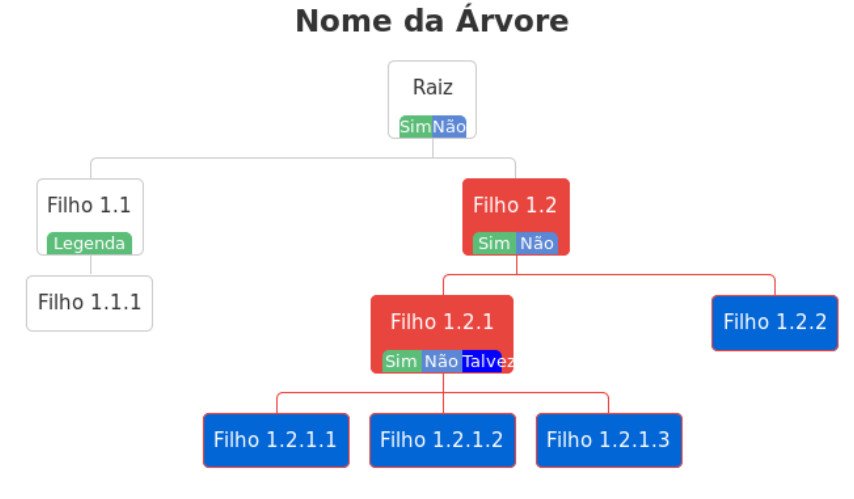 Nome da Árvore
Raiz
Sim Não
Filho 1.1
Filho 1.2
Legenda
Sim Não
Filho 1.1.1
Filho 1.2.1
Filho 1.2.2
Sim Não Talvez
Filho 1.2.1.1
Filho 1.2.1.2
Filho 1.2.1.3